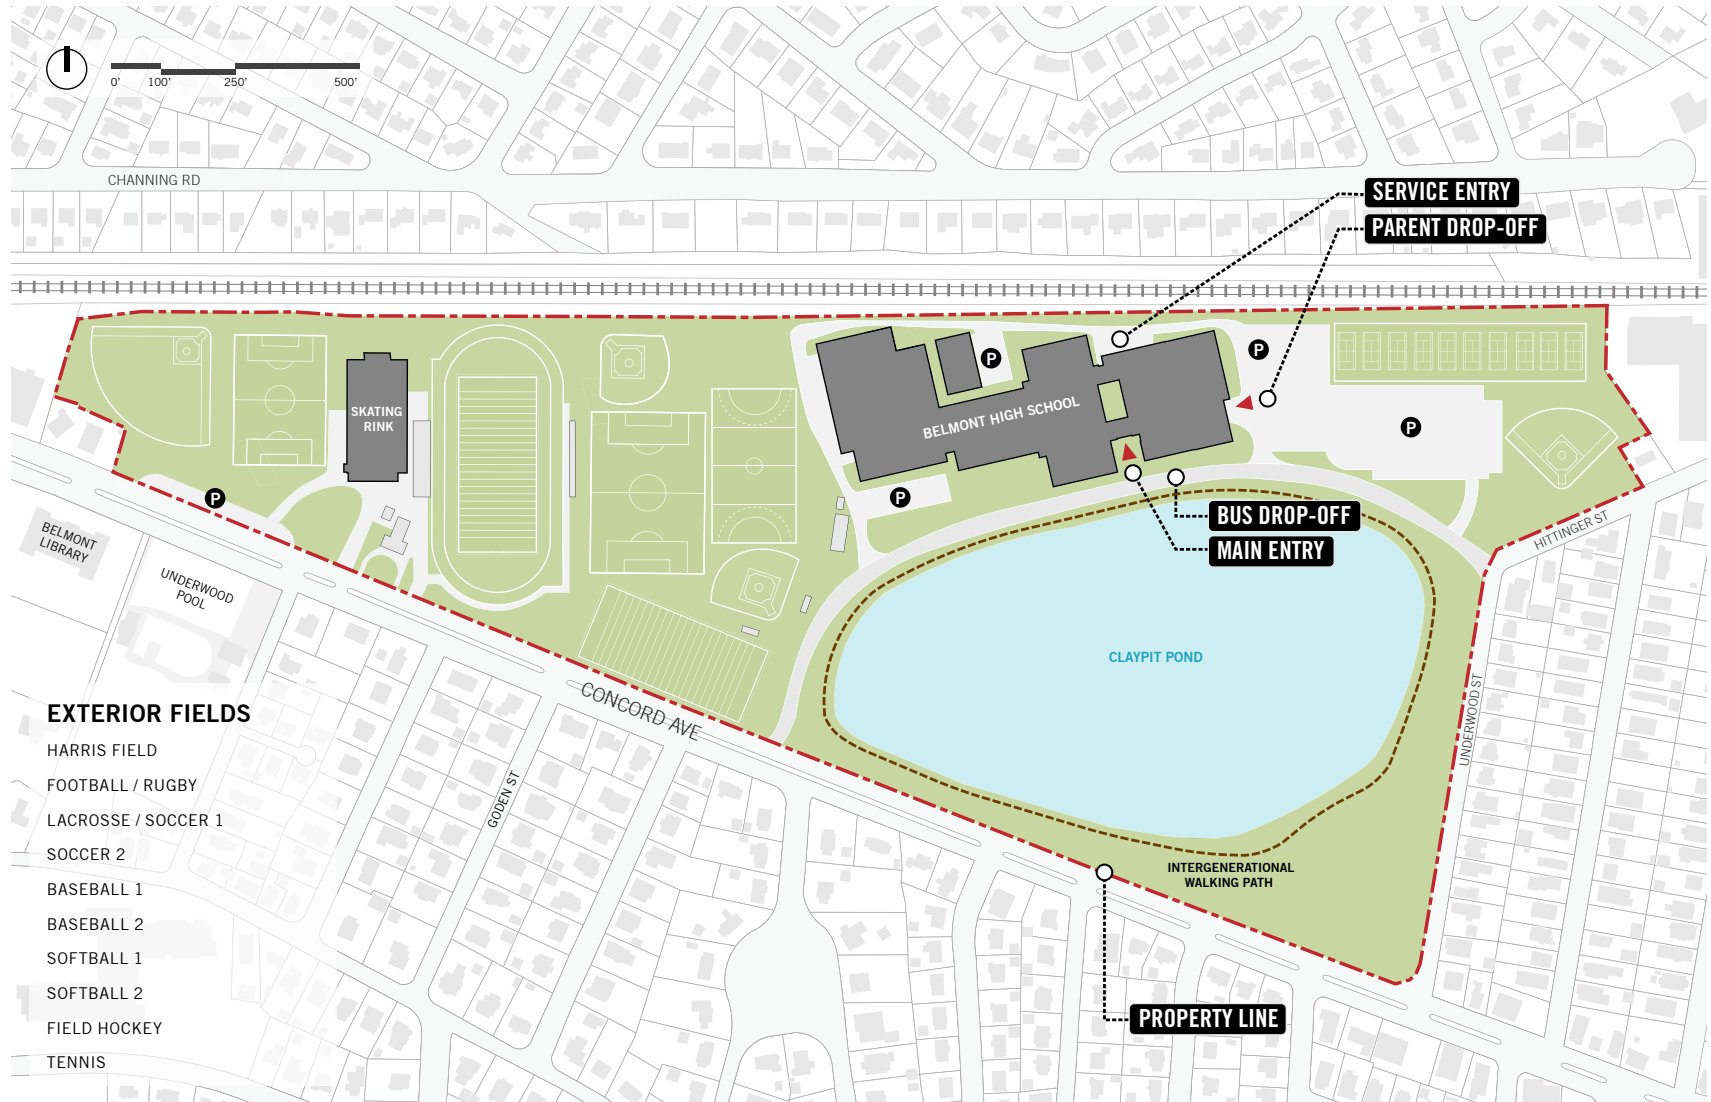 0'
100'
250'
500'
CHANNING RD
SERVICE ENTRY
PARENT DROP-OFF
P
P
SKATING
RINK
BELMONT HIGH SCHOOL
P
P
P
BELMONT
LIBRARY
UNDERWOOD
POOL
BUS DROP-OFF
MAIN ENTRY
HITTINGER ST
CLAYPIT POND
CONCORD AVE
UNDERWOOD ST
GODEN ST
INTERGENERATIONAL
WALKING PATH
PROPERTY LINE
EXTERIOR FIELDS
HARRIS FIELD
FOOTBALL / RUGBY
LACROSSE / SOCCER 1
SOCCER 2
BASEBALL 1
BASEBALL 2
SOFTBALL 1
SOFTBALL 2
FIELD HOCKEY
TENNIS